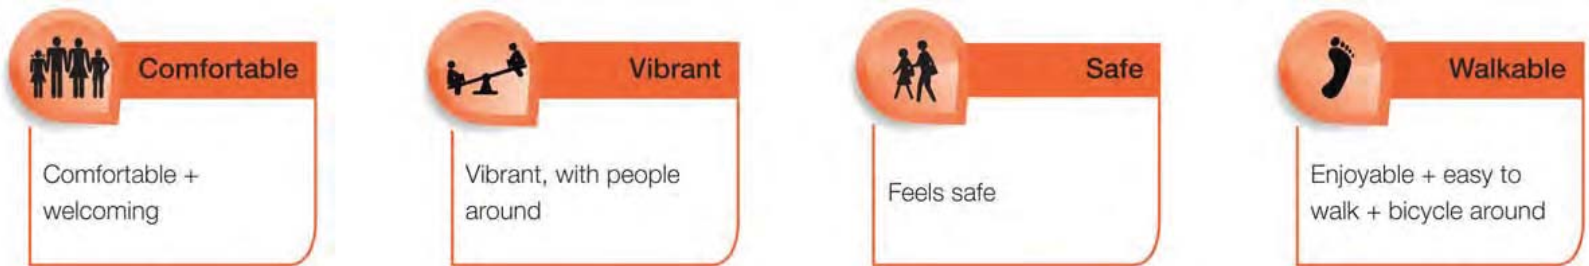 Comfortable
Comfortable +
welcoming
Vibrant
Vibrant, with people
around
Safe
Feels safe
Walkable
Enjoyable + easy to
walk + bicycle around